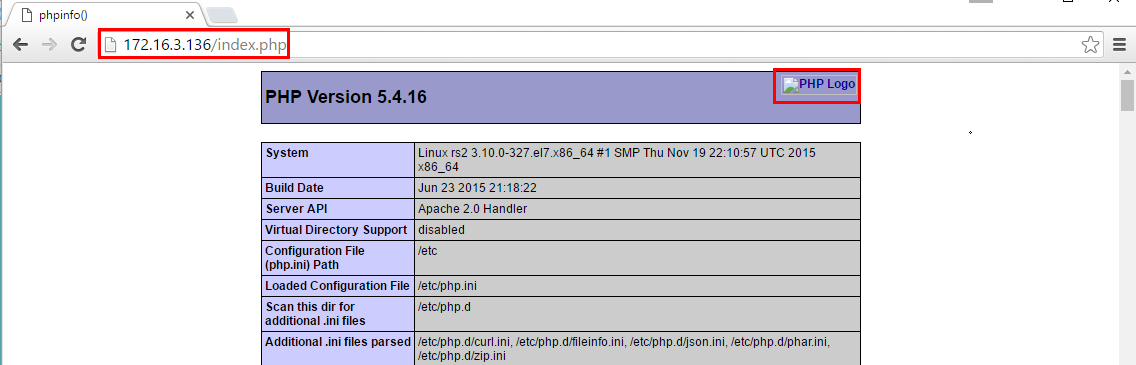 phpinfo()
172.16.3.136/index.php
PHP Version 5.4.16
PHP Logo
System
Linux rs2 3.10.0-327.el7.x86_64 #1 SMP Thu Nov 19 22:10:57 UTC 2015
x86_64
Build Date
Jun 23 2015 21:18:22
Server API
Apache 2.0 Handler
Virtual Directory Support
disabled
Configuration File
(php.ini) Path
/etc
Loaded Configuration File
/etc/php.ini
Scan this dir for
additional .ini files
/etc/php.d
Additional .ini files parsed
/etc/php.d/curl.ini, /etc/php.d/fileinfo.ini, /etc/php.d/json.ini, /etc/php.d/phar.ini,
/etc/php.d/zip.ini